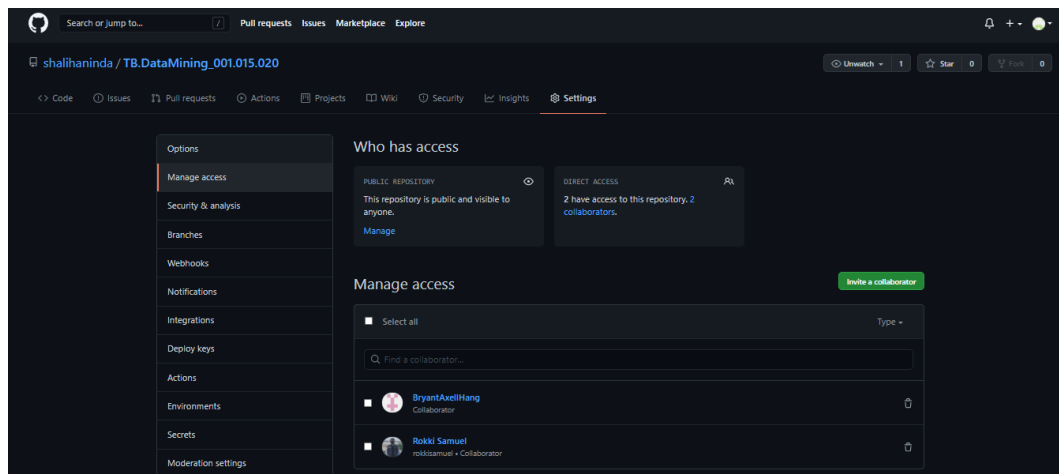 Search or jump to... /
Pull requests Issues Marketplace Explore
shalihaninda / TB.DataMining_001.015.020
Unwatch 1 Star 0 Fork 0
Code Issues Pull requests Actions Projects Wiki Security Insights Settings
Options
Manage access
Security & analysis
Branches
Webhooks
Notifications
Integrations
Deploy keys
Actions
Environments
Secrets
Moderation settings
Who has access
PUBLIC REPOSITORY
This repository is public and visible to
anyone.
Manage
DIRECT ACCESS
2 have access to this repository. 2
collaborators.
Manage access
Invite a collaborator
Select all Type
Find a collaborator...
BryantAxellHang
Collaborator
Rokki Samuel
rokkisamuel • Collaborator